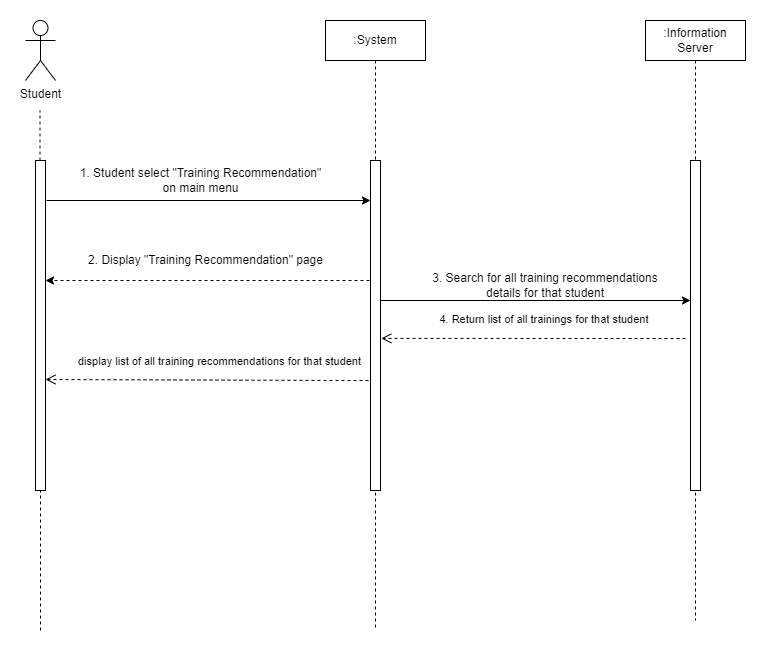 :System
:Information
Server
Student
1. Student select "Training Recommendation"
on main menu
2. Display "Training Recommendation" page
3. Search for all training recommendations
details for that student
4. Return list of all trainings for that student
display list of all training recommendations for that student